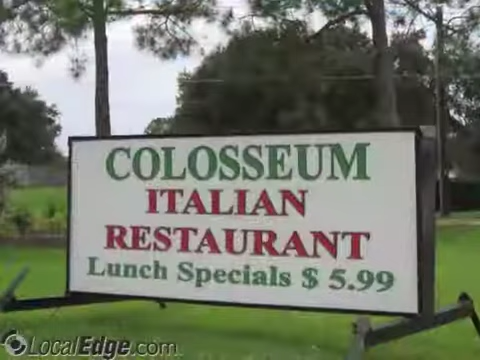 COLOSSEUM
ITALIAN
RESTAURANT
Lunch Specials $ 5.99
LocalEdge.com